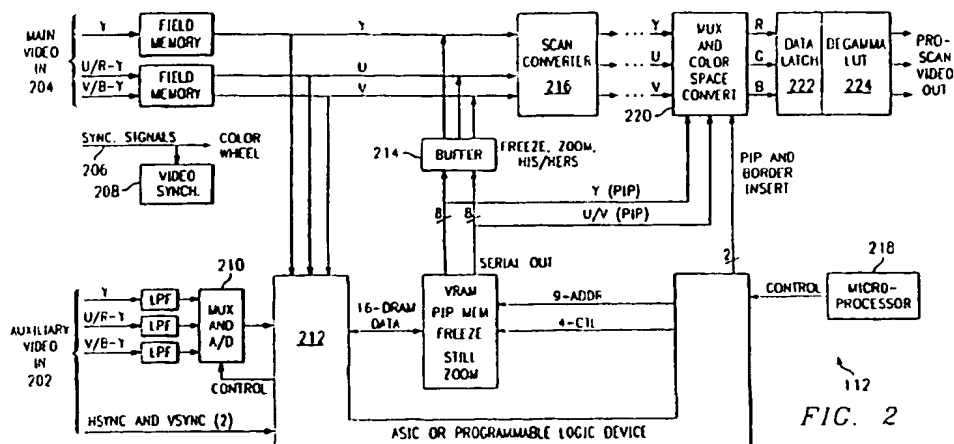 MAIN VIDEO IN 204
Y
U/R-Y
V/B-Y
FIELD MEMORY
FIELD MEMORY
Y
U
V
SCAN CONVERTER 216
Y
U
V
MUX AND COLOR SPACE CONVERT
220
R
G
B
DATA LATCH 222
DEGAMMA LUT 224
PRO-SCAN VIDEO OUT
SYNC. SIGNALS
206
COLOR WHEEL
208
VIDEO SYNCH.
214
BUFFER
FREEZE, ZOOM, HIS/HERS
PIP AND BORDER INSERT
Y (PIP)
U/V (PIP)
8
8
SERIAL OUT
2
AUXILIARY VIDEO IN 202
Y
U/R-Y
V/B-Y
LPF
LPF
LPF
210
MUX AND A/D
CONTROL
HSYNC AND VSYNC (2)
212
16-DRAM DATA
VRAM PIP MEM FREEZE STILL ZOOM
9-ADDR
4-CTL
CONTROL
218
MICRO-PROCESSOR
112
ASIC OR PROGRAMMABLE LOGIC DEVICE
FIG. 2